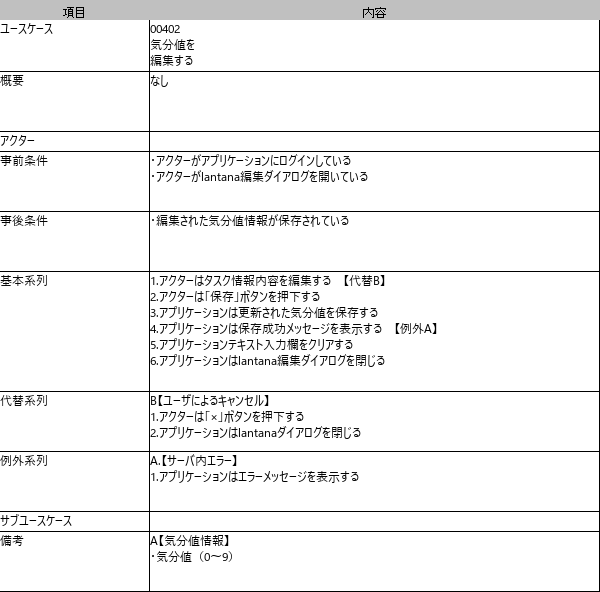 項目 内容
ユースケース 00402
気分値を
編集する
概要 なし
アクター
事前条件 ・アクターがアプリケーションにログインしている
・アクターがlantana編集ダイアログを開いている
事後条件 ・編集された気分値情報が保存されている
基本系列 1.アクターはタスク情報内容を編集する 【代替B】
2.アクターは「保存」ボタンを押下する
3.アプリケーションは更新された気分値を保存する
4.アプリケーションは保存成功メッセージを表示する 【例外A】
5.アプリケーションテキスト入力欄をクリアする
6.アプリケーションはlantana編集ダイアログを閉じる
代替系列 B【ユーザによるキャンセル】
1.アクターは「×」ボタンを押下する
2.アプリケーションはlantanaダイアログを閉じる
例外系列 A.【サーバ内エラー】
1.アプリケーションはエラーメッセージを表示する
サブユースケース
備考 A【気分値情報】
・気分値（0～9）